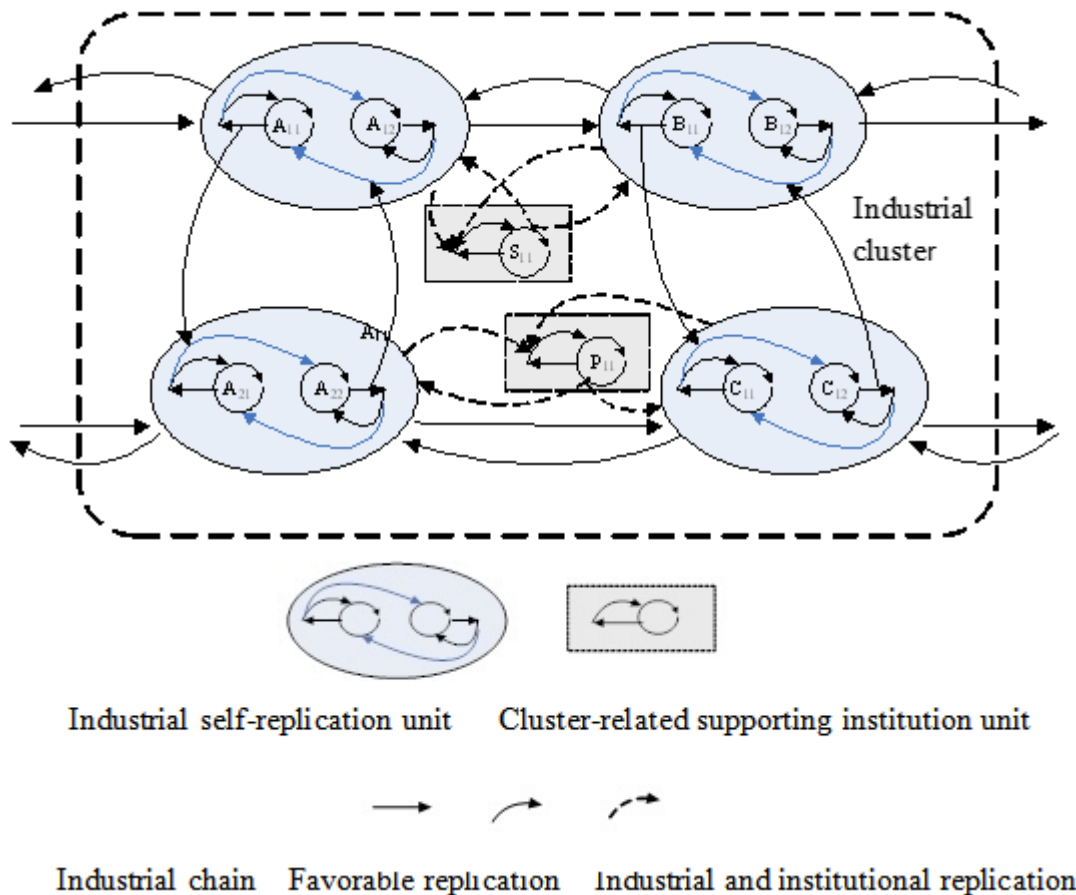 A11 A12 B11 B12
Industrial
cluster
S11
A1
P11
A21 A22 C11 C12
Industrial self-replication unit Cluster-related supporting institution unit
Industrial chain Favorable replication Industrial and institutional replication